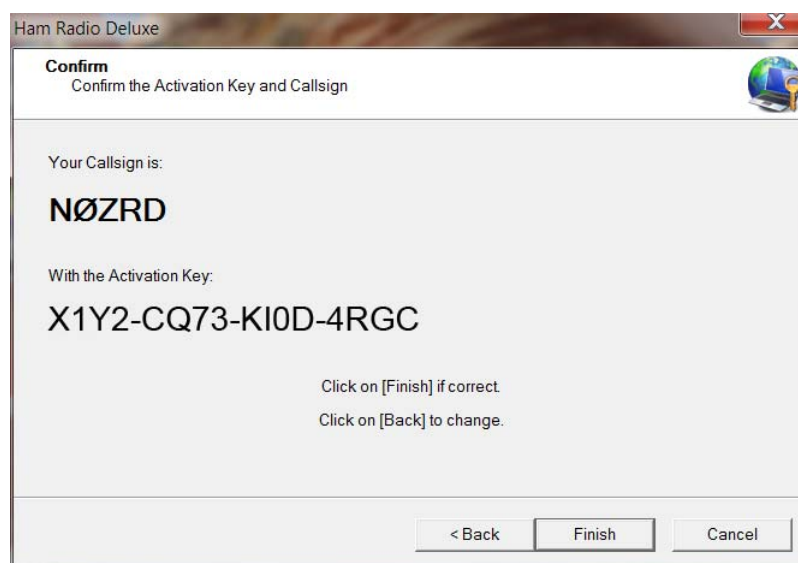 Ham Radio Deluxe
Confirm
Confirm the Activation Key and Callsign
Your Callsign is:
NØZRD
With the Activation Key:
X1Y2-CQ73-KI0D-4RGC
Click on [Finish] if correct.
Click on [Back] to change.
< Back Finish Cancel